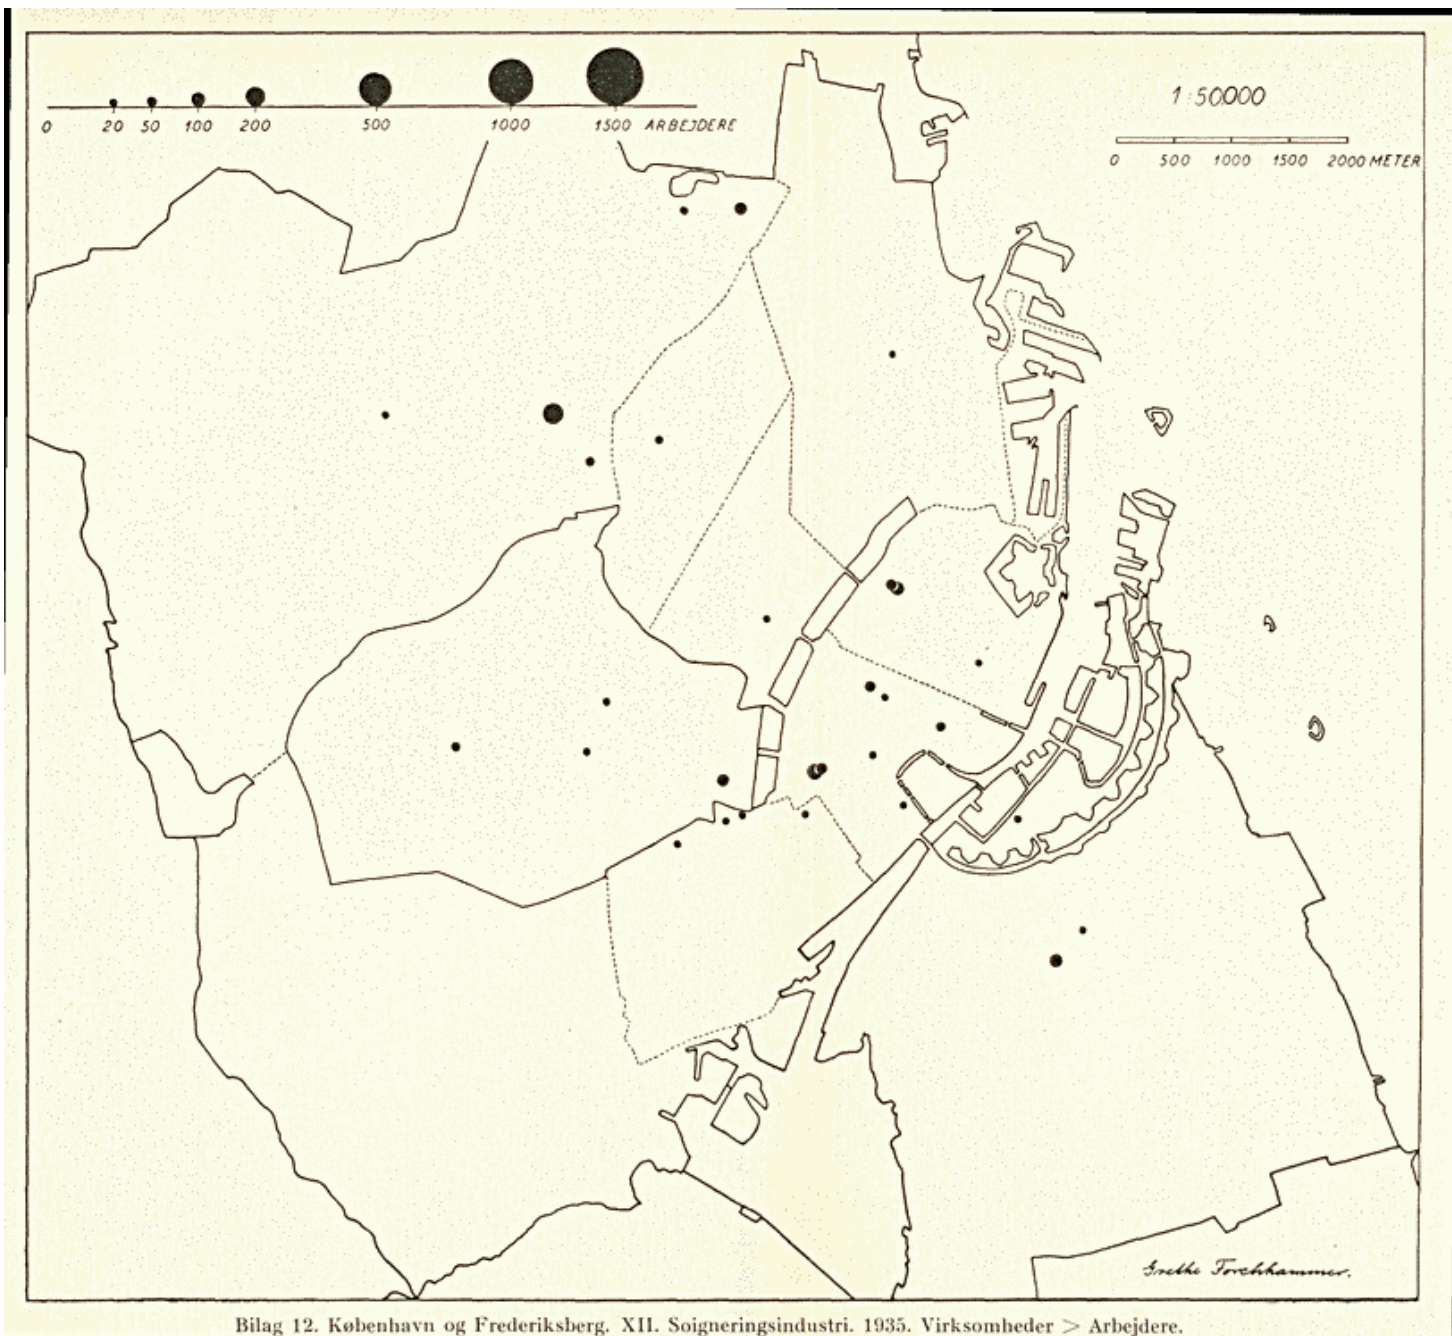 0 20 50 100 200 500 1000 1500 ARBEJDERE
1:50000
0 500 1000 1500 2000 METER
Grethe Forchhammer.
Bilag 12. København og Frederiksberg. XII. Soigneringsindustri. 1935. Virksomheder > Arbejdere.